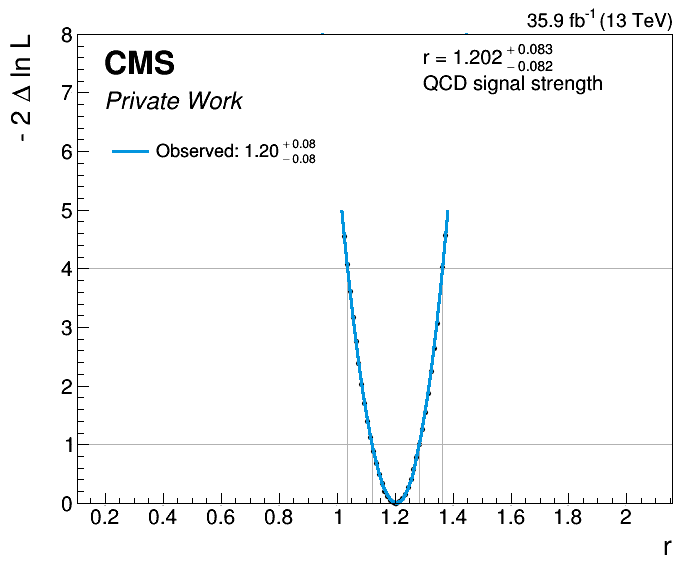 35.9 fb⁻¹ (13 TeV)
CMS
Private Work
r = 1.202 +0.083 −0.082
QCD signal strength
Observed: 1.20 +0.08 −0.08
- 2 Δ ln L
8
7
6
5
4
3
2
1
0
0.2 0.4 0.6 0.8 1 1.2 1.4 1.6 1.8 2
r